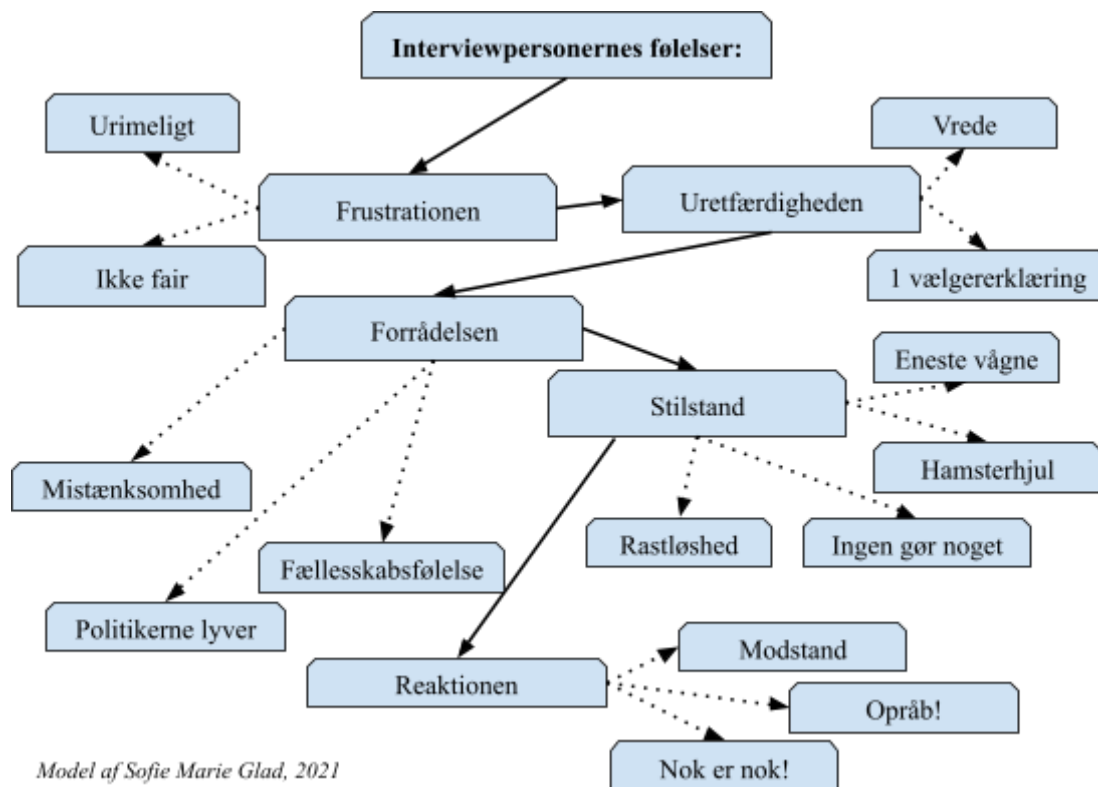 Interviewpersonernes følelser:
Urimeligt
Vrede
Frustrationen
Uretfærdigheden
Ikke fair
1 vælgererklæring
Forrådelsen
Eneste vågne
Stilstand
Mistænksomhed
Hamsterhjul
Rastløshed
Ingen gør noget
Fællesskabsfølelse
Politikerne lyver
Modstand
Reaktionen
Opråb!
Nok er nok!
Model af Sofie Marie Glad, 2021